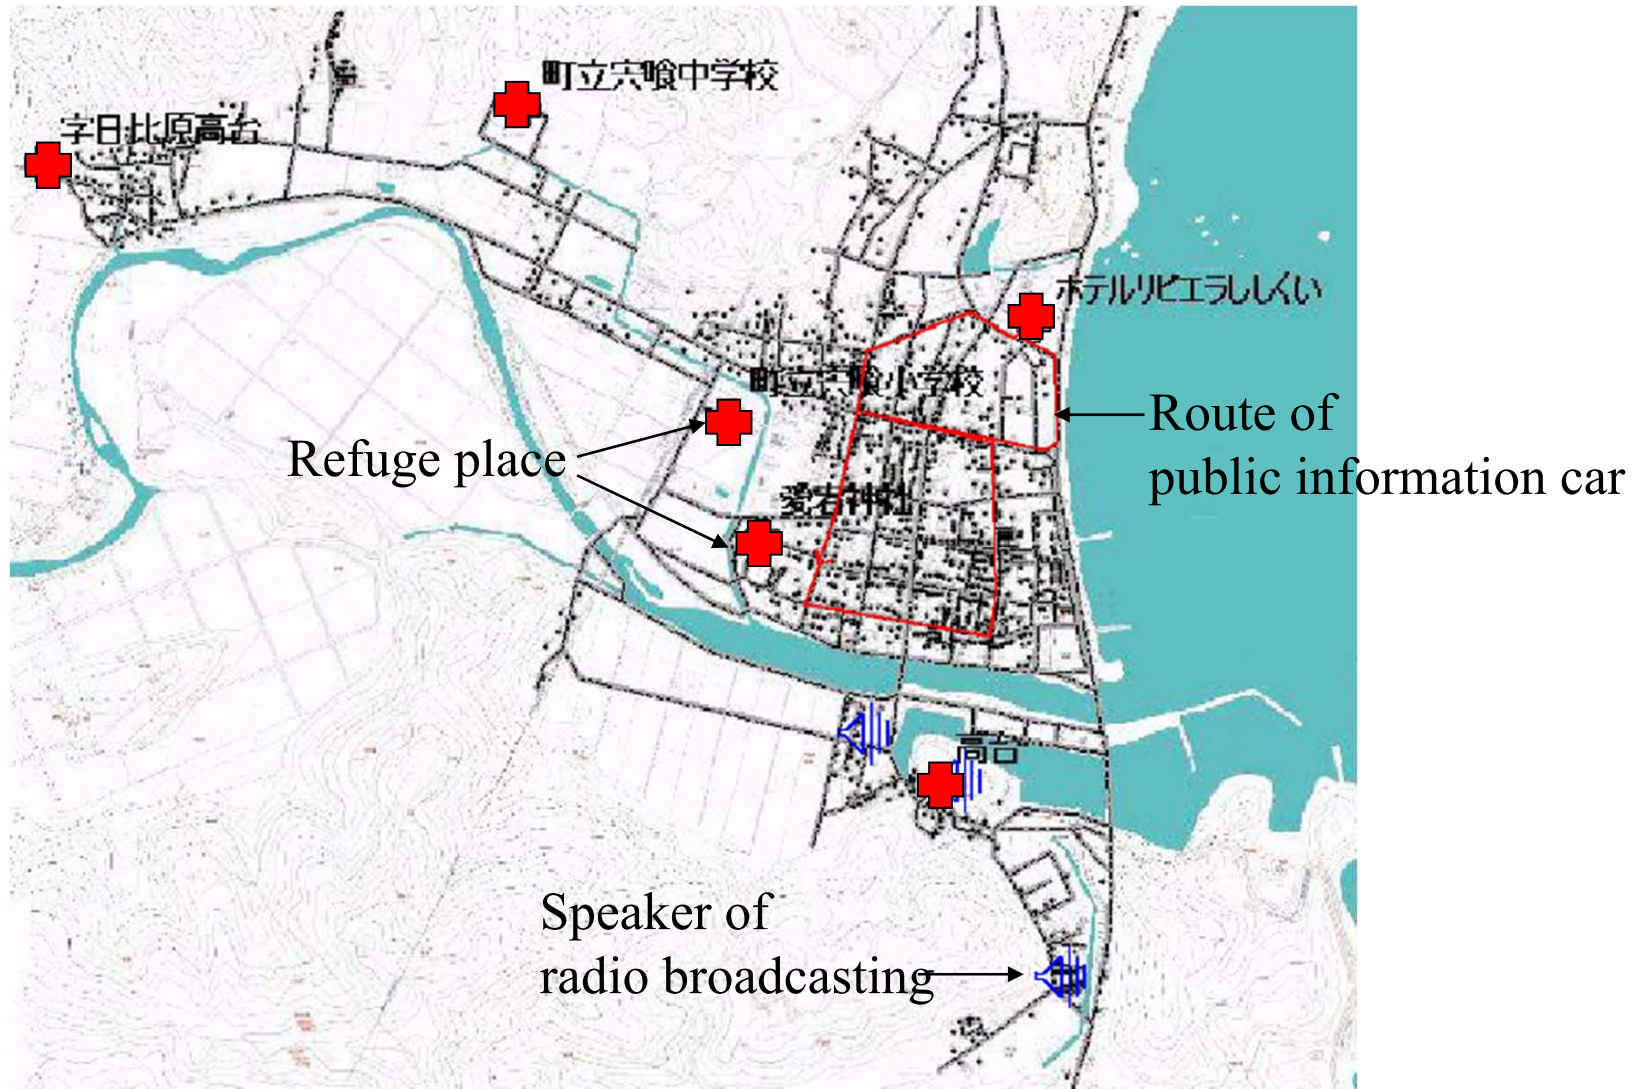 町立宍喰中学校
字日比原高台
ホテルリビエラししくい
町立宍喰小学校
Route of
public information car
Refuge place
愛宕神社
高台
Speaker of
radio broadcasting